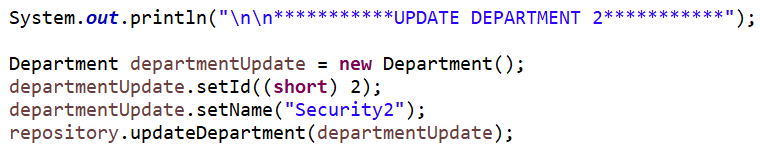 System.out.println("\n\n***********UPDATE DEPARTMENT 2***********");
Department departmentUpdate = new Department();
departmentUpdate.setId((short) 2);
departmentUpdate.setName("Security2");
repository.updateDepartment(departmentUpdate);